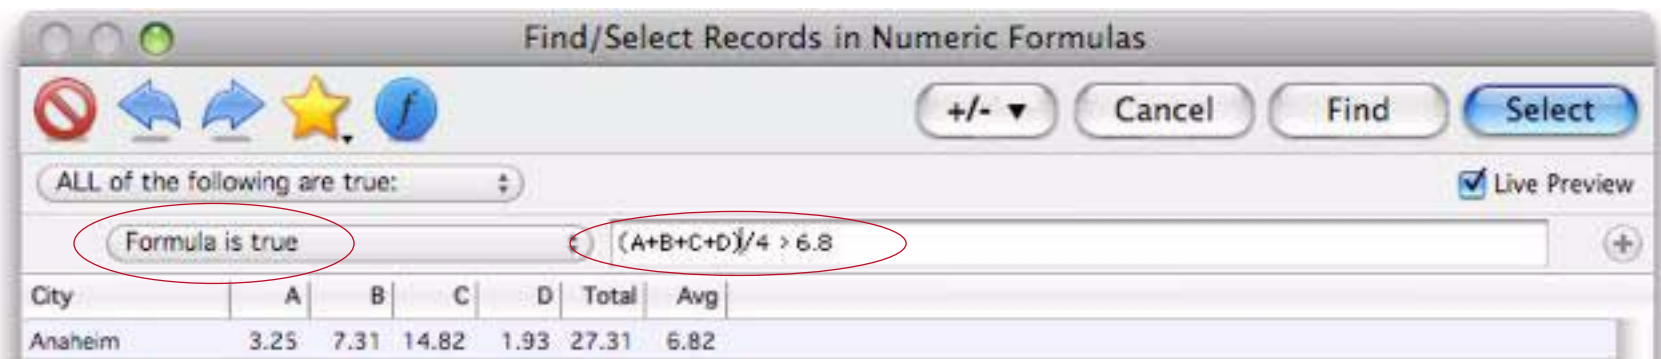 Find/Select Records in Numeric Formulas
f +/- ▼ Cancel Find Select
ALL of the following are true: Live Preview
Formula is true (A+B+C+D)/4 > 6.8
City A B C D Total Avg
Anaheim 3.25 7.31 14.82 1.93 27.31 6.82